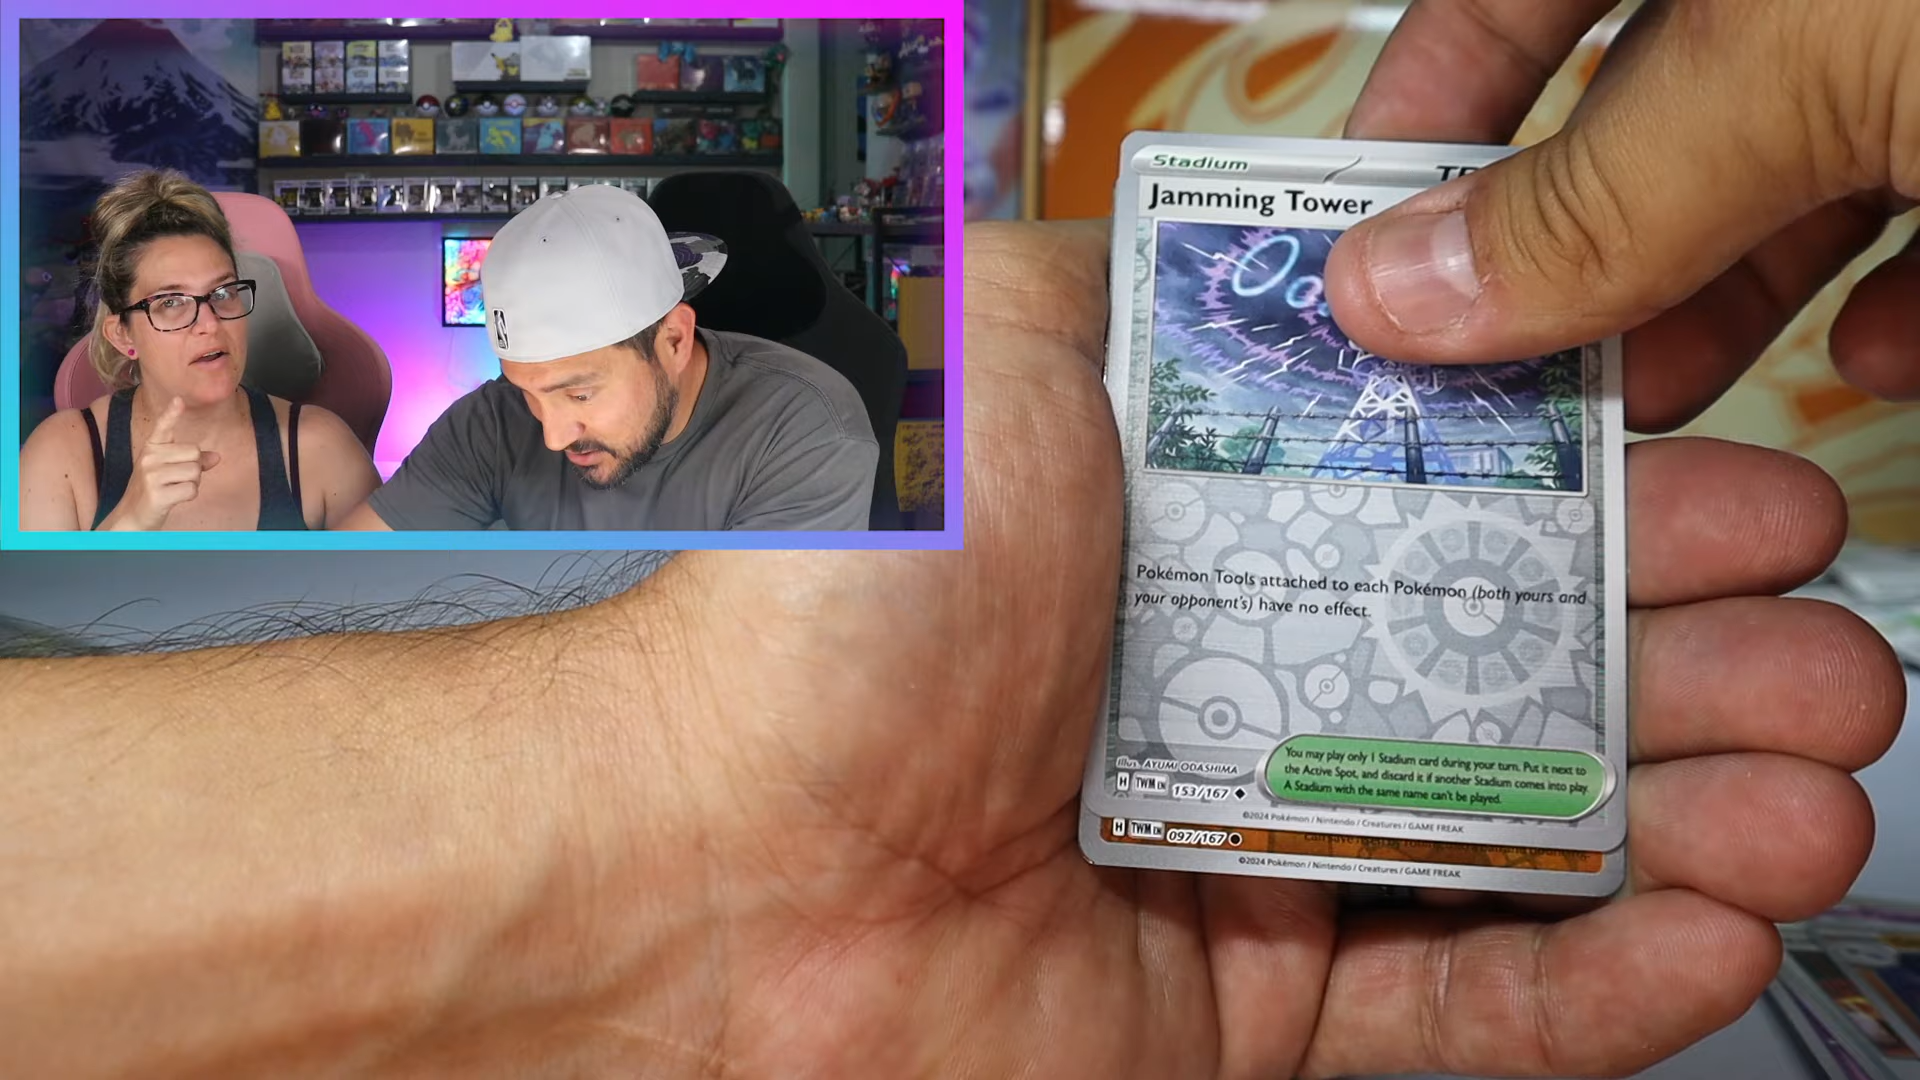 Stadium
Jamming Tower
Pokémon Tools attached to each Pokémon (both yours and
your opponent's) have no effect.
You may play only 1 Stadium card during your turn. Put it next to
the Active Spot, and discard it if another Stadium comes into play.
A Stadium with the same name can't be played.
Illus. AYUMI ODASHIMA
H TWM EN 153/167
©2024 Pokémon / Nintendo / Creatures / GAME FREAK
H TWM EN 097/167
©2024 Pokémon / Nintendo / Creatures / GAME FREAK